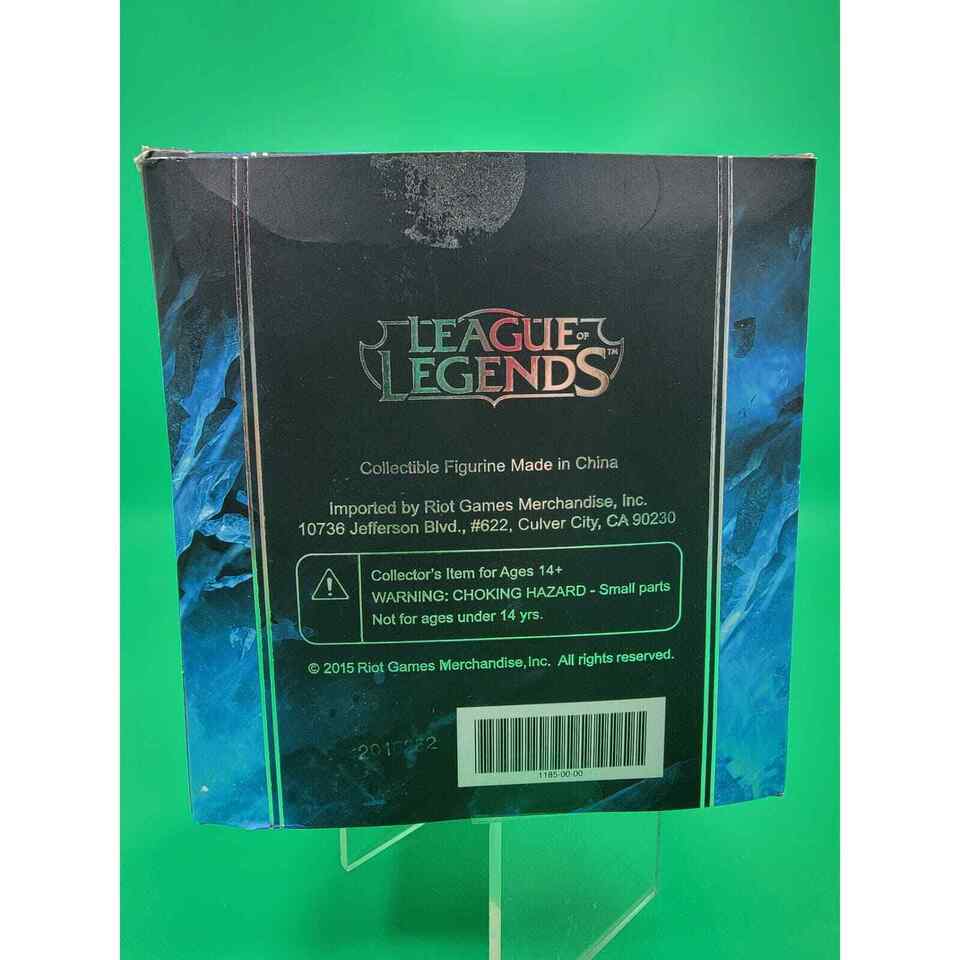 LEAGUE OF
LEGENDS™
Collectible Figurine Made in China
Imported by Riot Games Merchandise, Inc.
10736 Jefferson Blvd., #622, Culver City, CA 90230
Collector's Item for Ages 14+
WARNING: CHOKING HAZARD - Small parts
Not for ages under 14 yrs.
© 2015 Riot Games Merchandise, Inc. All rights reserved.
1185-00-00